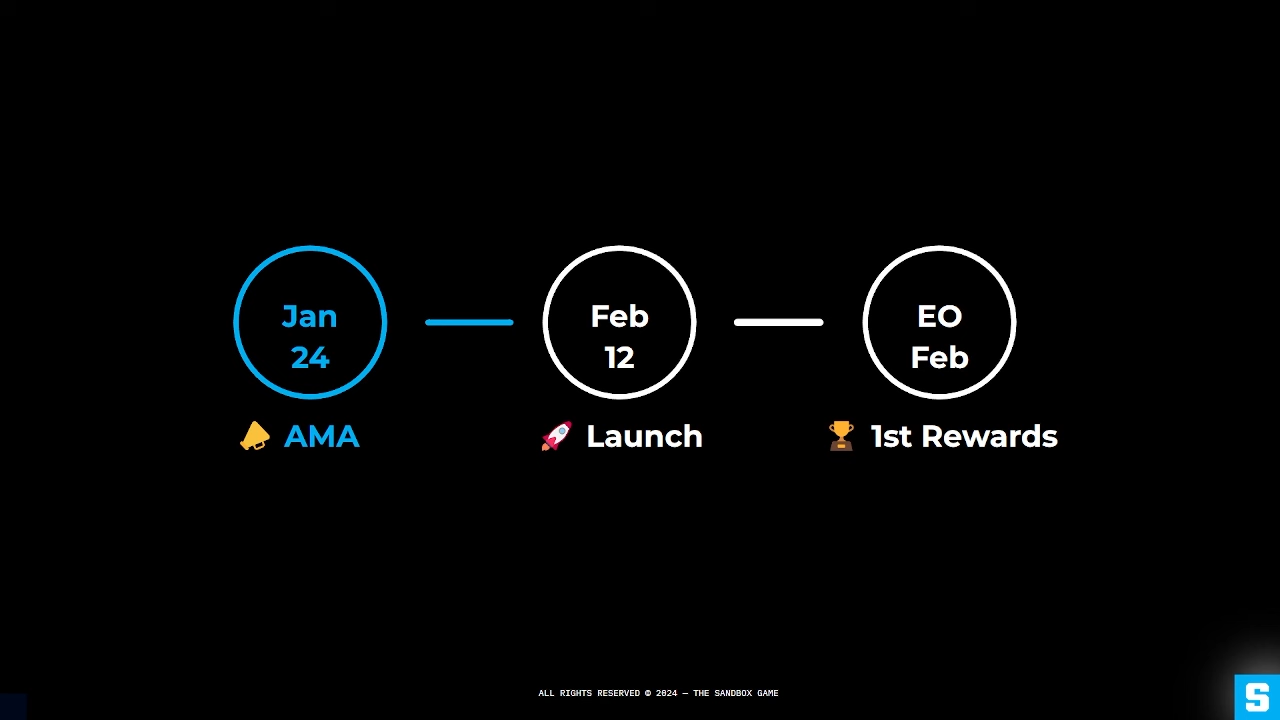 Jan
24
Feb
12
EO
Feb
AMA
Launch
1st Rewards
ALL RIGHTS RESERVED © 2024 — THE SANDBOX GAME
S